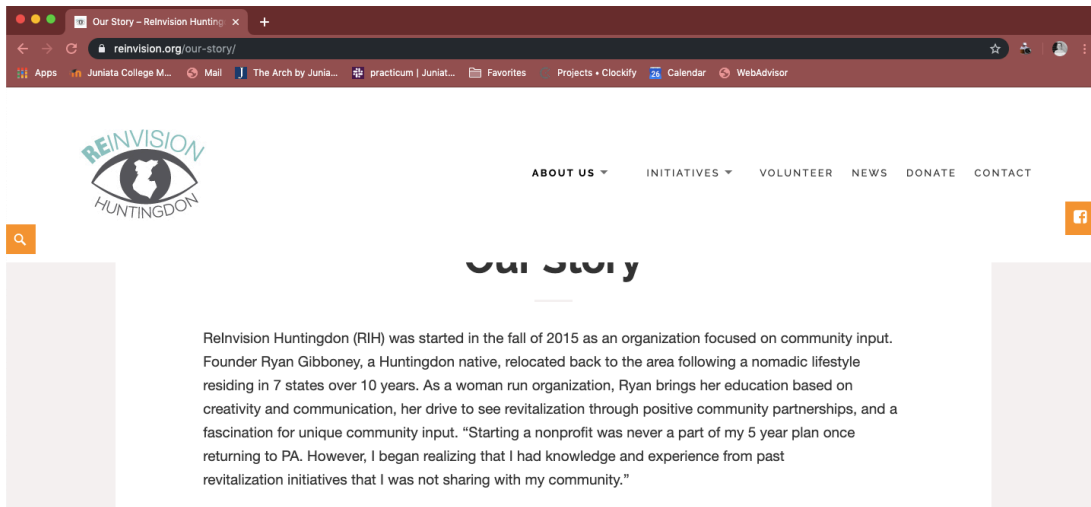 Our Story – ReInvision Hunting
reinvision.org/our-story/
Apps Juniata College M... Mail The Arch by Junia... practicum | Juniat... Favorites Projects • Clockify 26 Calendar WebAdvisor
REINVISION
HUNTINGDON
ABOUT US INITIATIVES VOLUNTEER NEWS DONATE CONTACT
Our Story
ReInvision Huntingdon (RIH) was started in the fall of 2015 as an organization focused on community input.
Founder Ryan Gibboney, a Huntingdon native, relocated back to the area following a nomadic lifestyle
residing in 7 states over 10 years. As a woman run organization, Ryan brings her education based on
creativity and communication, her drive to see revitalization through positive community partnerships, and a
fascination for unique community input. “Starting a nonprofit was never a part of my 5 year plan once
returning to PA. However, I began realizing that I had knowledge and experience from past
revitalization initiatives that I was not sharing with my community.”